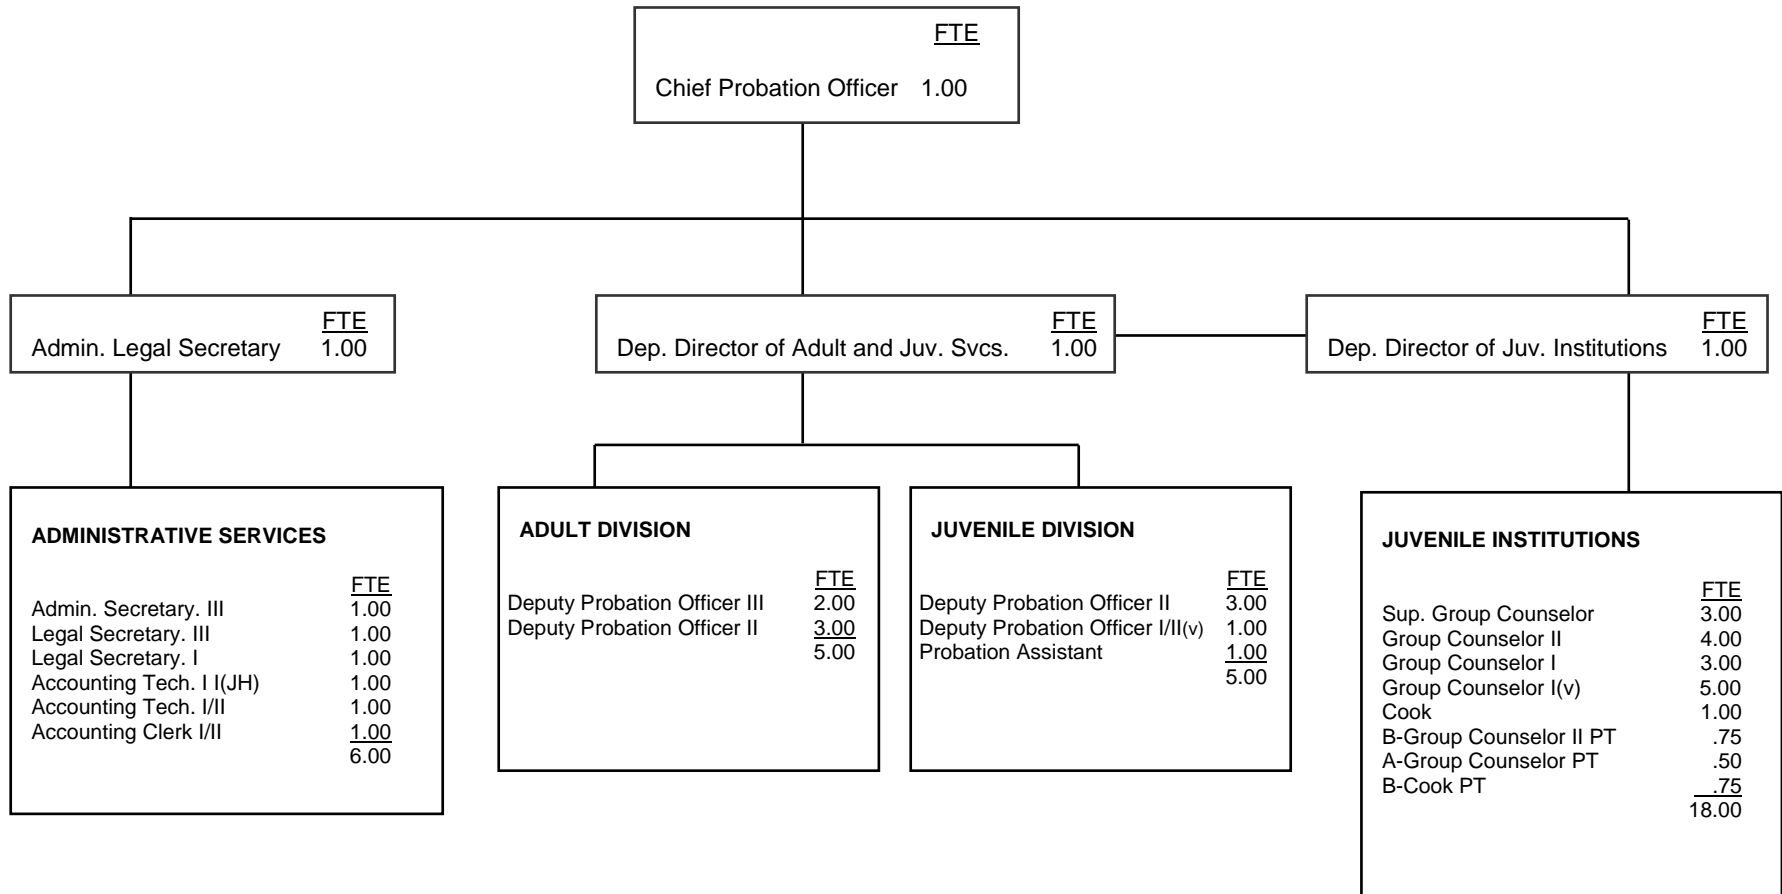 FTE
Chief Probation Officer 1.00
FTE
Admin. Legal Secretary 1.00
FTE
Dep. Director of Adult and Juv. Svcs. 1.00
FTE
Dep. Director of Juv. Institutions 1.00
ADMINISTRATIVE SERVICES
FTE
Admin. Secretary. III 1.00
Legal Secretary. III 1.00
Legal Secretary. I 1.00
Accounting Tech. I I(JH) 1.00
Accounting Tech. I/II 1.00
Accounting Clerk I/II 1.00
6.00
ADULT DIVISION
FTE
Deputy Probation Officer III 2.00
Deputy Probation Officer II 3.00
5.00
JUVENILE DIVISION
FTE
Deputy Probation Officer II 3.00
Deputy Probation Officer I/II(v) 1.00
Probation Assistant 1.00
5.00
JUVENILE INSTITUTIONS
FTE
Sup. Group Counselor 3.00
Group Counselor II 4.00
Group Counselor I 3.00
Group Counselor I(v) 5.00
Cook 1.00
B-Group Counselor II PT .75
A-Group Counselor PT .50
B-Cook PT .75
18.00